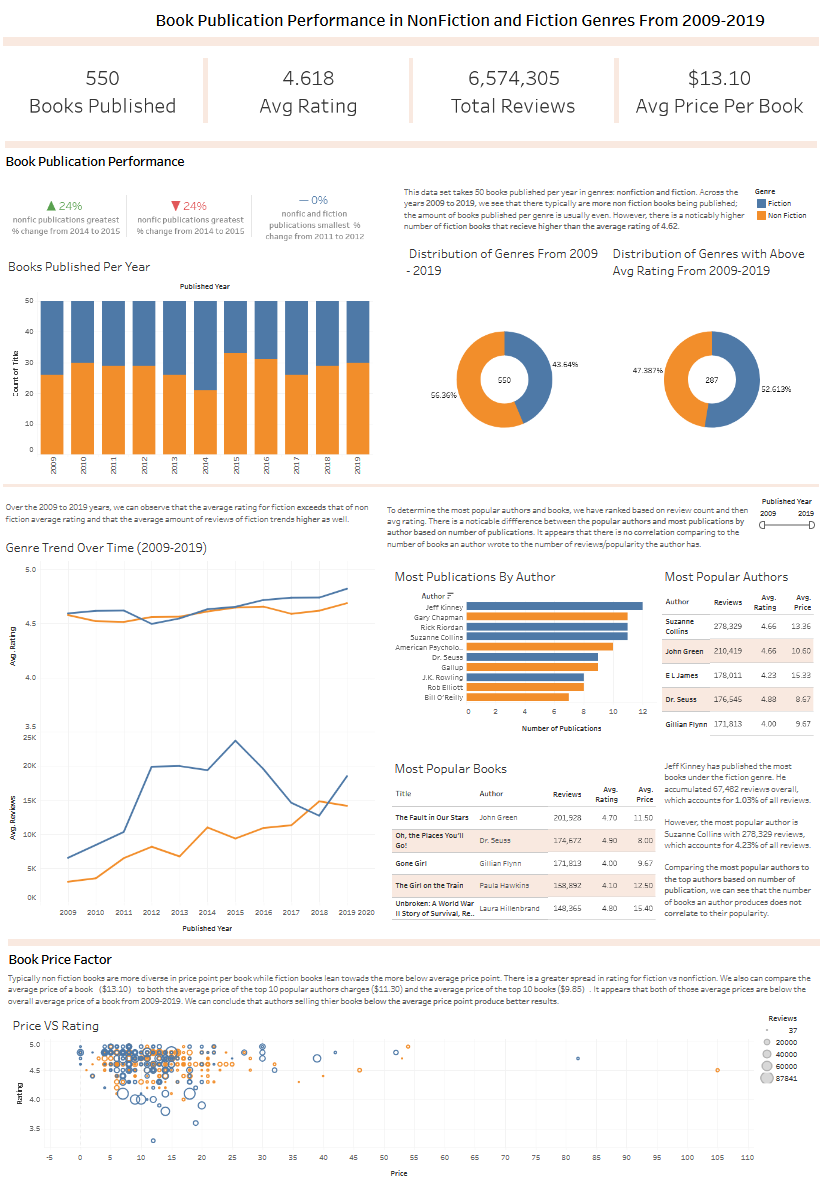 Book Publication Performance in NonFiction and Fiction Genres From 2009-2019
550
Books Published
4.618
Avg Rating
6,574,305
Total Reviews
$13.10
Avg Price Per Book
Book Publication Performance
▲ 24%
nonfic publications greatest
% change from 2014 to 2015
▼ 24%
nonfic publications greatest
% change from 2014 to 2015
— 0%
nonfic and fiction
publications smallest %
change from 2011 to 2012
This data set takes 50 books published per year in genres: nonfiction and fiction. Across the
years 2009 to 2019, we see that there typically are more non fiction books being published;
the amount of books published per genre is usually even. However, there is a noticably higher
number of fiction books that recieve higher than the average rating of 4.62.
Genre
Fiction
Non Fiction
Books Published Per Year
Published Year
Count of Title
50
40
30
20
10
0
2009 2010 2011 2012 2013 2014 2015 2016 2017 2018 2019
Distribution of Genres From 2009
- 2019
43.64%
550
56.36%
Distribution of Genres with Above
Avg Rating From 2009-2019
47.387%
287
52.613%
Over the 2009 to 2019 years, we can observe that the average rating for fiction exceeds that of non
fiction average rating and that the average amount of reviews of fiction trends higher as well.
Genre Trend Over Time (2009-2019)
Avg. Rating
5.0
4.5
4.0
3.5
Avg. Reviews
25K
20K
15K
10K
5K
0K
2009 2010 2011 2012 2013 2014 2015 2016 2017 2018 2019 2020
Published Year
To determine the most popular authors and books, we have ranked based on review count and then
avg rating. There is a noticable difference between the popular authors and most publications by
author based on number of publications. It appears that there is no correlation comparing to the
number of books an author wrote to the number of reviews/popularity the author has.
Published Year
2009 2019
Most Publications By Author
Author
Jeff Kinney
Gary Chapman
Rick Riordan
Suzanne Collins
American Psycholo..
Dr. Seuss
Gallup
J.K. Rowling
Rob Elliott
Bill O'Reilly
0 2 4 6 8 10 12
Number of Publications
Most Popular Authors
Author Reviews Avg. Rating Avg. Price
Suzanne Collins 278,329 4.66 13.36
John Green 210,419 4.66 10.60
E L James 178,011 4.23 15.33
Dr. Seuss 176,545 4.88 8.67
Gillian Flynn 171,813 4.00 9.67
Most Popular Books
Title Author Reviews Avg. Rating Avg. Price
The Fault in Our Stars John Green 201,928 4.70 11.50
Oh, the Places You'll Go! Dr. Seuss 174,672 4.90 8.00
Gone Girl Gillian Flynn 171,813 4.00 9.67
The Girl on the Train Paula Hawkins 158,892 4.10 12.50
Unbroken: A World War II Story of Survival, Re.. Laura Hillenbrand 148,365 4.80 15.40
Jeff Kinney has published the most
books under the fiction genre. He
accumulated 67,482 reviews overall,
which accounts for 1.03% of all reviews.
However, the most popular author is
Suzanne Collins with 278,329 reviews,
which accounts for 4.23% of all reviews.
Comparing the most popular authors to
the top authors based on number of
publication, we can see that the number
of books an author produces does not
correlate to their popularity.
Book Price Factor
Typically non fiction books are more diverse in price point per book while fiction books lean towards the more below average price point. There is a greater spread in rating for fiction vs nonfiction. We also can compare the
average price of a book ($13.10) to both the average price of the top 10 popular authors charges ($11.30) and the average price of the top 10 books ($9.85) . It appears that both of those average prices are below the
overall average price of a book from 2009-2019. We can conclude that authors selling thier books below the average price point produce better results.
Price VS Rating
Rating
5.0
4.5
4.0
3.5
-5 0 5 10 15 20 25 30 35 40 45 50 55 60 65 70 75 80 85 90 95 100 105 110
Price
Reviews
37
20000
40000
60000
87841